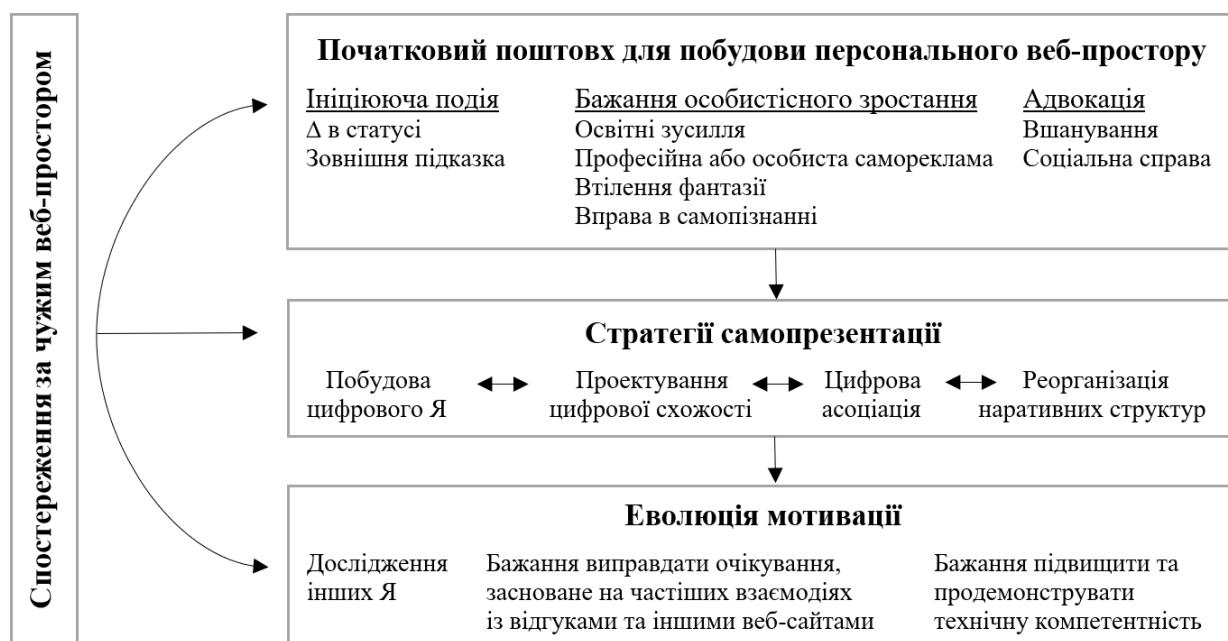 Спостереження за чужим веб-простором
Початковий поштовх для побудови персонального веб-простору
Ініціююча подія
Δ в статусі
Зовнішня підказка
Бажання особистісного зростання
Освітні зусилля
Професійна або особиста самореклама
Втілення фантазії
Вправа в самопізнанні
Адвокація
Вшанування
Соціальна справа
Стратегії самопрезентації
Побудова
цифрового Я
Проектування
цифрової схожості
Цифрова
асоціація
Реорганізація
наративних структур
Еволюція мотивації
Дослідження
інших Я
Бажання виправдати очікування,
засноване на частіших взаємодіях
із відгуками та іншими веб-сайтами
Бажання підвищити та
продемонструвати
технічну компетентність